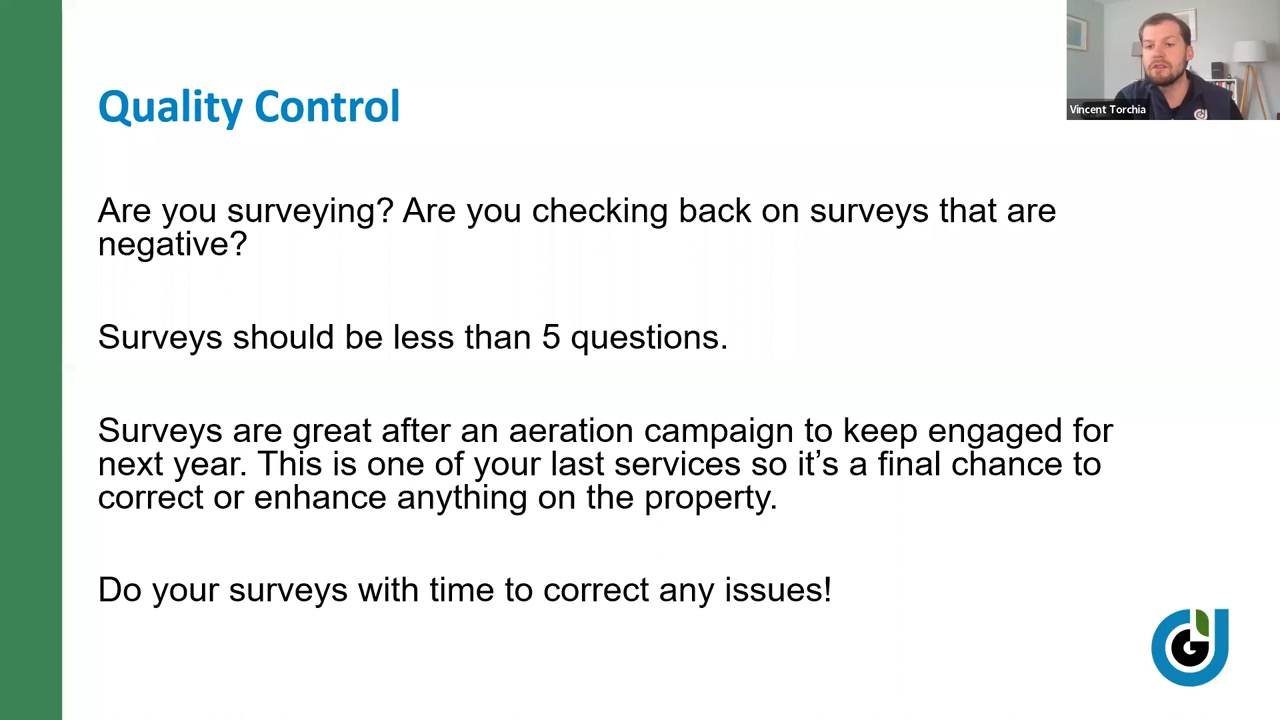 Quality Control
Vincent Torchia
Are you surveying? Are you checking back on surveys that are
negative?
Surveys should be less than 5 questions.
Surveys are great after an aeration campaign to keep engaged for
next year. This is one of your last services so it’s a final chance to
correct or enhance anything on the property.
Do your surveys with time to correct any issues!
G